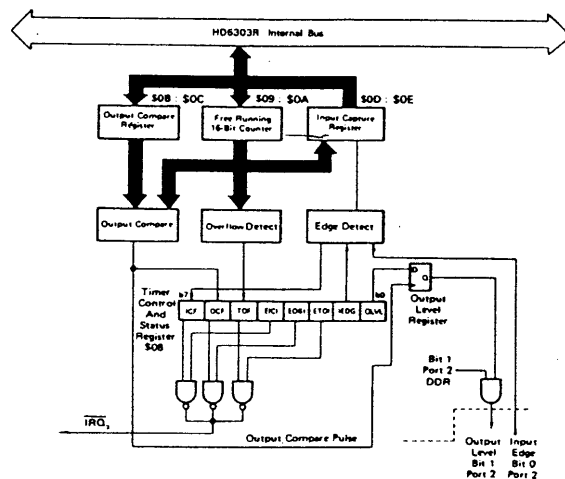 HD6303R Internal Bus
$0B : $0C
$09 : $0A
$0D : $0E
Output Compare
Register
Free Running
16-Bit Counter
Input Capture
Register
Output Compare
Overflow Detect
Edge Detect
Timer
Control
And
Status
Register
$08
b7
b0
ICF
OCF
TOF
EICI
EOCI
ETOI
IEDG
OLVL
D
Q
Output
Level
Register
Bit 1
Port 2
DDR
IRQ₂
Output Compare Pulse
Output
Level
Bit 1
Port 2
Input
Edge
Bit 0
Port 2